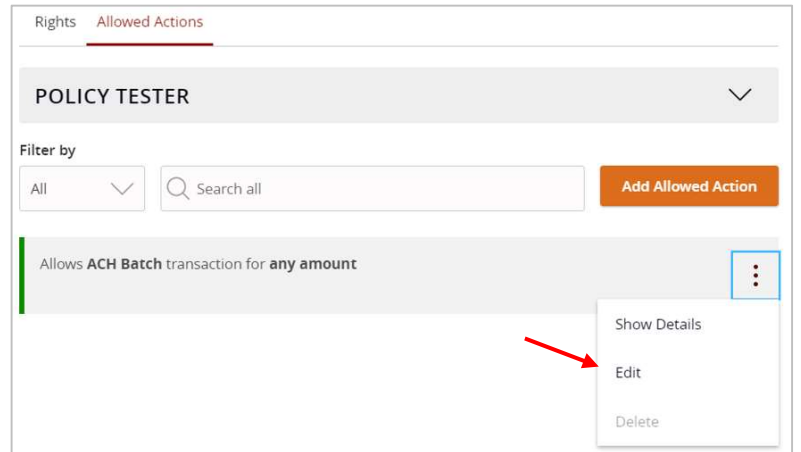 Rights Allowed Actions
POLICY TESTER
Filter by
All Search all Add Allowed Action
Allows ACH Batch transaction for any amount
Show Details
Edit
Delete